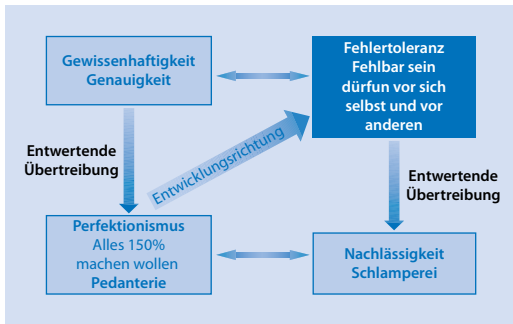 Gewissenhaftigkeit
Genauigkeit
Fehlertoleranz
Fehlbar sein
dürfun vor sich
selbst und vor
anderen
Entwertende
Übertreibung
Entwicklungsrichtung
Entwertende
Übertreibung
Perfektionismus
Alles 150%
machen wollen
Pedanterie
Nachlässigkeit
Schlamperei